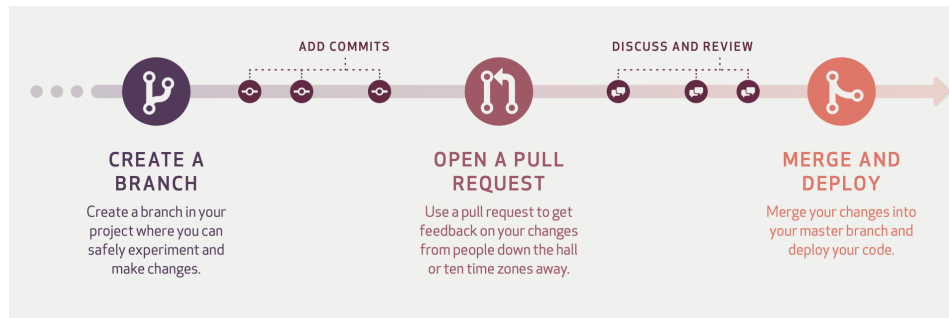 ADD COMMITS
DISCUSS AND REVIEW
CREATE A
BRANCH
Create a branch in your
project where you can
safely experiment and
make changes.
OPEN A PULL
REQUEST
Use a pull request to get
feedback on your changes
from people down the hall
or ten time zones away.
MERGE AND
DEPLOY
Merge your changes into
your master branch and
deploy your code.